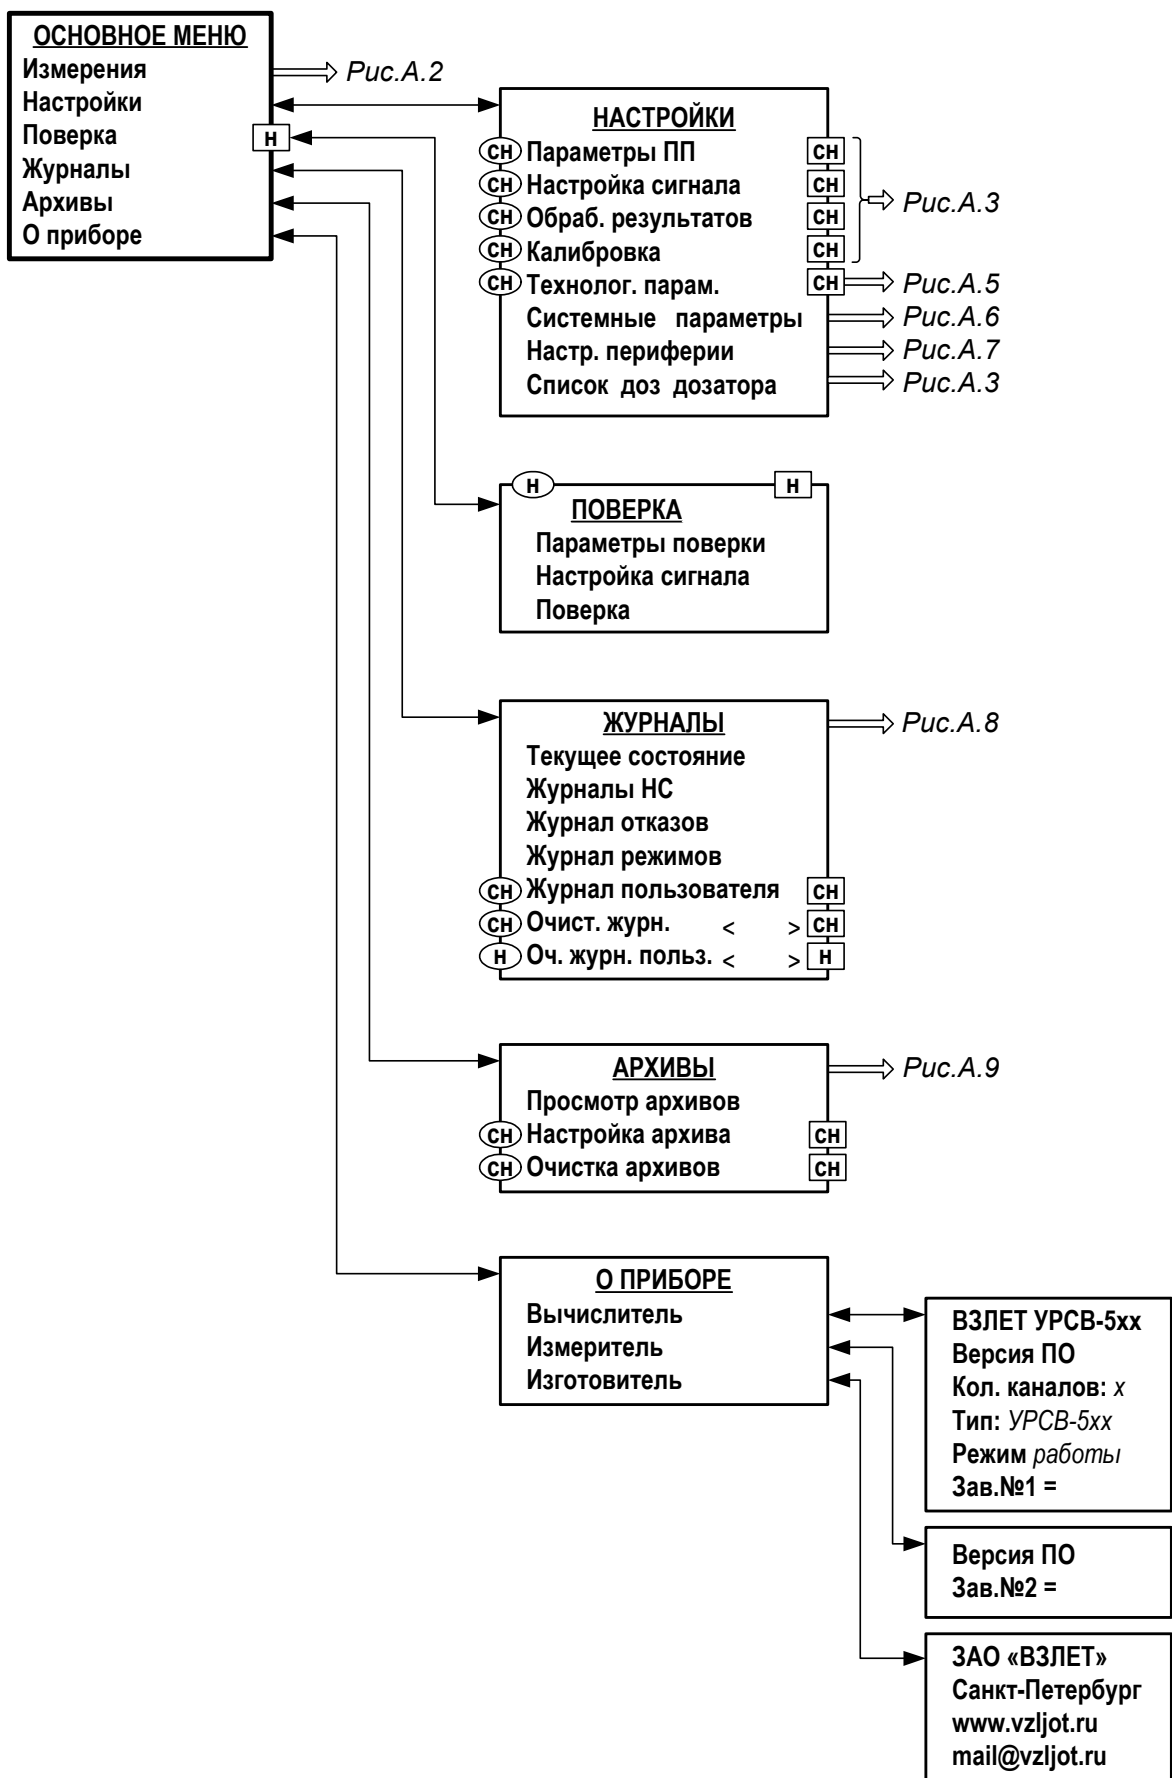 ОСНОВНОЕ МЕНЮ
Измерения
Рис.А.2
Настройки
Поверка
Н
Журналы
Архивы
О приборе
НАСТРОЙКИ
СН Параметры ПП СН
СН Настройка сигнала СН
СН Обраб. результатов СН
Рис.А.3
СН Калибровка СН
СН Технолог. парам. СН Рис.А.5
Системные параметры Рис.А.6
Настр. периферии Рис.А.7
Список доз дозатора Рис.А.3
Н Н
ПОВЕРКА
Параметры поверки
Настройка сигнала
Поверка
ЖУРНАЛЫ Рис.А.8
Текущее состояние
Журналы НС
Журнал отказов
Журнал режимов
СН Журнал пользователя СН
СН Очист. журн. < > СН
Н Оч. журн. польз. < > Н
АРХИВЫ Рис.А.9
Просмотр архивов
СН Настройка архива СН
СН Очистка архивов СН
О ПРИБОРЕ
Вычислитель
Измеритель
Изготовитель
ВЗЛЕТ УРСВ-5хх
Версия ПО
Кол. каналов: х
Тип: УРСВ-5хх
Режим работы
Зав.№1 =
Версия ПО
Зав.№2 =
ЗАО «ВЗЛЕТ»
Санкт-Петербург
www.vzljot.ru
mail@vzljot.ru